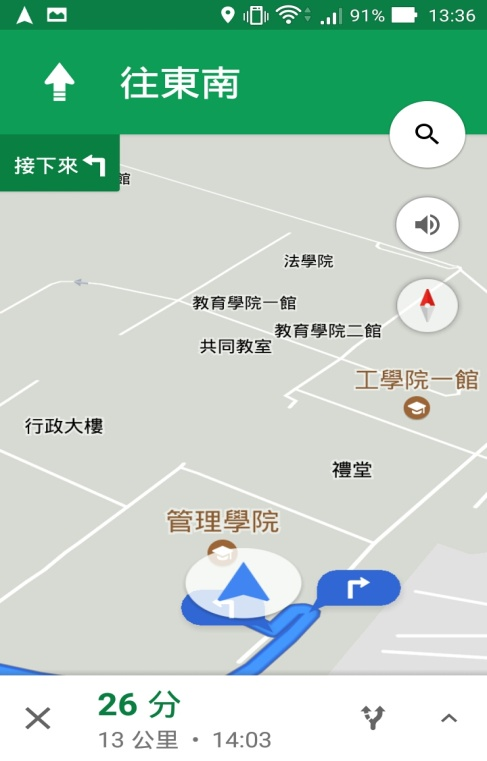 91% 13:36
往東南
接下來
館
法學院
教育學院一館
教育學院二館
共同教室
工學院一館
行政大樓
禮堂
管理學院
26 分
13 公里 • 14:03